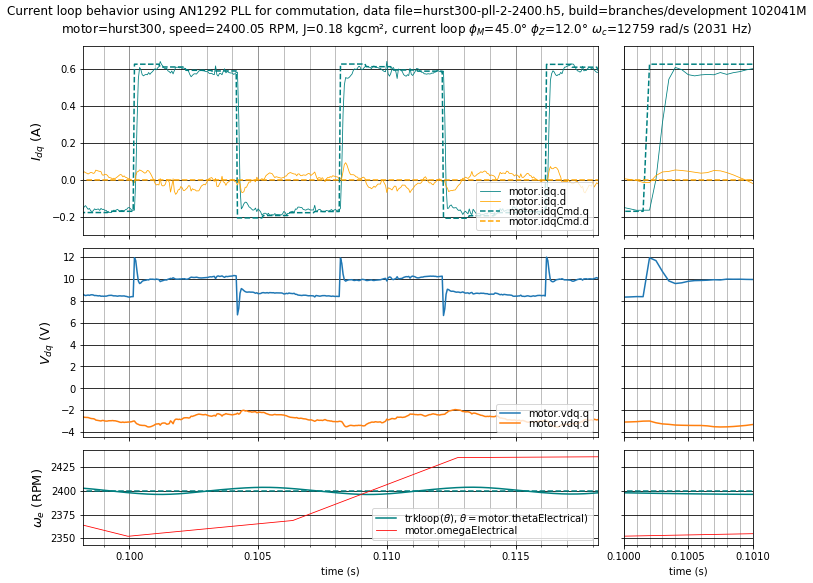 Current loop behavior using AN1292 PLL for commutation, data file=hurst300-pll-2-2400.h5, build=branches/development 102041M
motor=hurst300, speed=2400.05 RPM, J=0.18 kgcm², current loop ϕM=45.0° ϕZ=12.0° ωc=12759 rad/s (2031 Hz)
Idq (A)
0.6
0.4
0.2
0.0
−0.2
motor.idq.q
motor.idq.d
motor.idqCmd.q
motor.idqCmd.d
Vdq (V)
12
10
8
6
4
2
0
−2
−4
motor.vdq.q
motor.vdq.d
ωe (RPM)
2425
2400
2375
2350
trkloop(θ), θ = motor.thetaElectrical)
motor.omegaElectrical
0.100 0.105 0.110 0.115
time (s)
0.1000 0.1005 0.1010
time (s)